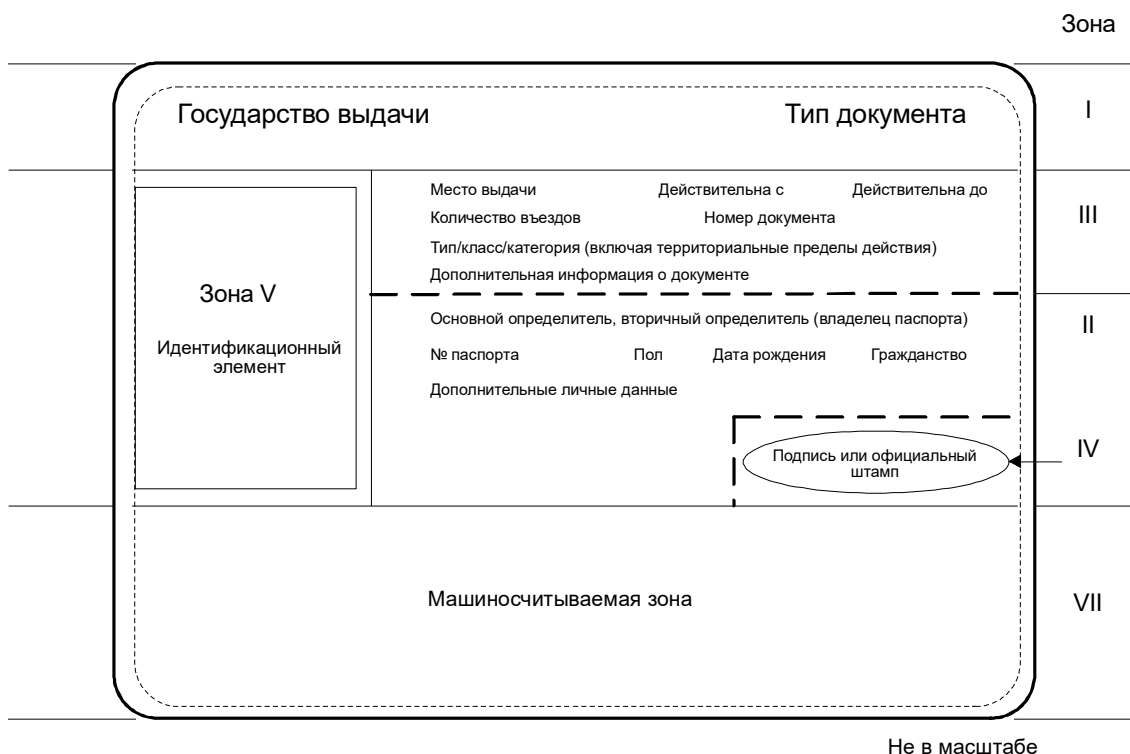 Зона
Государство выдачи
Тип документа
I
Место выдачи
Действительна с
Действительна до
Количество въездов
Номер документа
III
Тип/класс/категория (включая территориальные пределы действия)
Дополнительная информация о документе
Зона V
Идентификационный
элемент
Основной определитель, вторичный определитель (владелец паспорта)
II
№ паспорта
Пол
Дата рождения
Гражданство
Дополнительные личные данные
Подпись или официальный
штамп
IV
Машиносчитываемая зона
VII
Не в масштабе